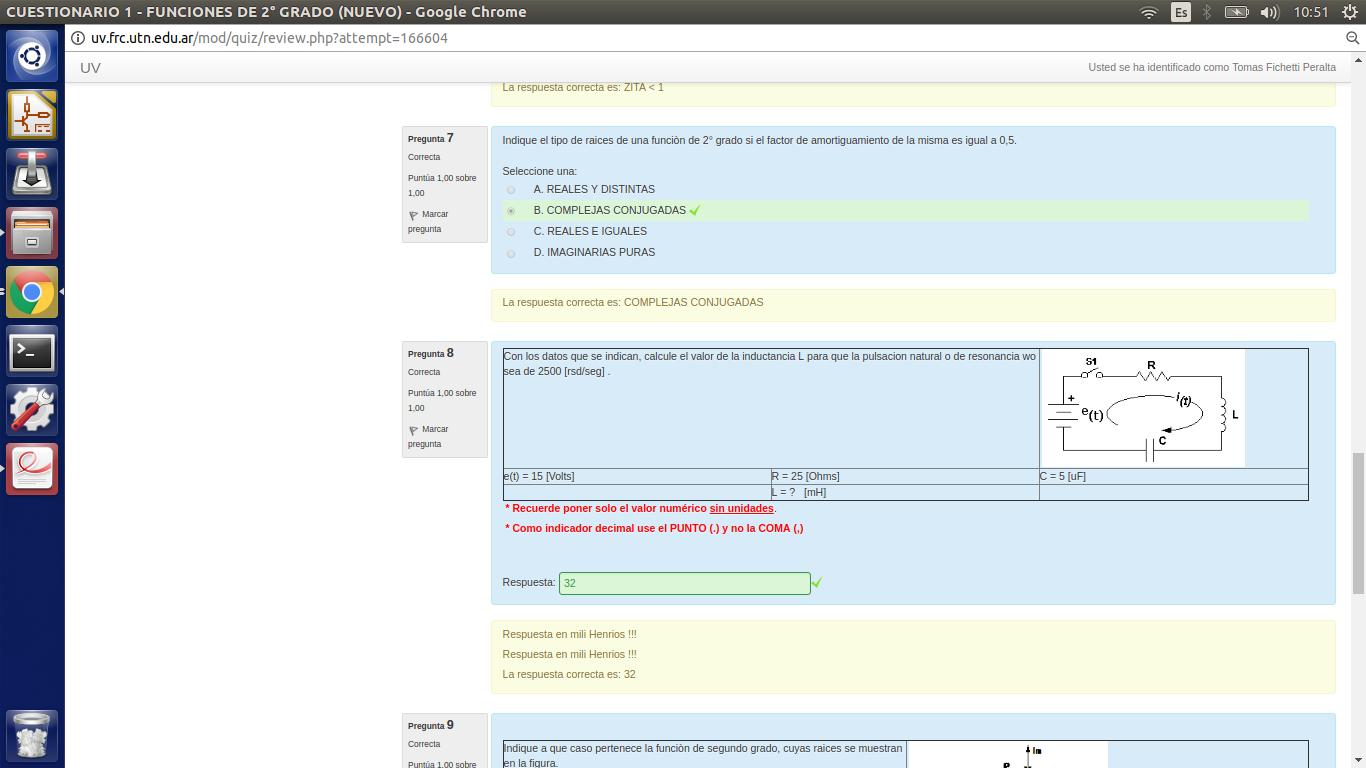 CUESTIONARIO 1 - FUNCIONES DE 2° GRADO (NUEVO) - Google Chrome
Es
10:51
uv.frc.utn.edu.ar/mod/quiz/review.php?attempt=166604
UV
Usted se ha identificado como Tomas Fichetti Peralta
La respuesta correcta es: ZITA < 1
Pregunta 7
Correcta
Puntúa 1,00 sobre
1,00
Marcar
pregunta
Indique el tipo de raices de una funciòn de 2° grado si el factor de amortiguamiento de la misma es igual a 0,5.
Seleccione una:
A. REALES Y DISTINTAS
B. COMPLEJAS CONJUGADAS
C. REALES E IGUALES
D. IMAGINARIAS PURAS
La respuesta correcta es: COMPLEJAS CONJUGADAS
Pregunta 8
Correcta
Puntúa 1,00 sobre
1,00
Marcar
pregunta
Con los datos que se indican, calcule el valor de la inductancia L para que la pulsacion natural o de resonancia wo
sea de 2500 [rsd/seg] .
S1
R
+
e(t)
i(t)
L
C
e(t) = 15 [Volts]
R = 25 [Ohms]
C = 5 [uF]
L = ? [mH]
* Recuerde poner solo el valor numérico sin unidades.
* Como indicador decimal use el PUNTO (.) y no la COMA (,)
Respuesta: 32
Respuesta en mili Henrios !!!
Respuesta en mili Henrios !!!
La respuesta correcta es: 32
Pregunta 9
Correcta
Puntúa 1,00 sobre
Indique a que caso pertenece la funciòn de segundo grado, cuyas raices se muestran
en la figura.
Im